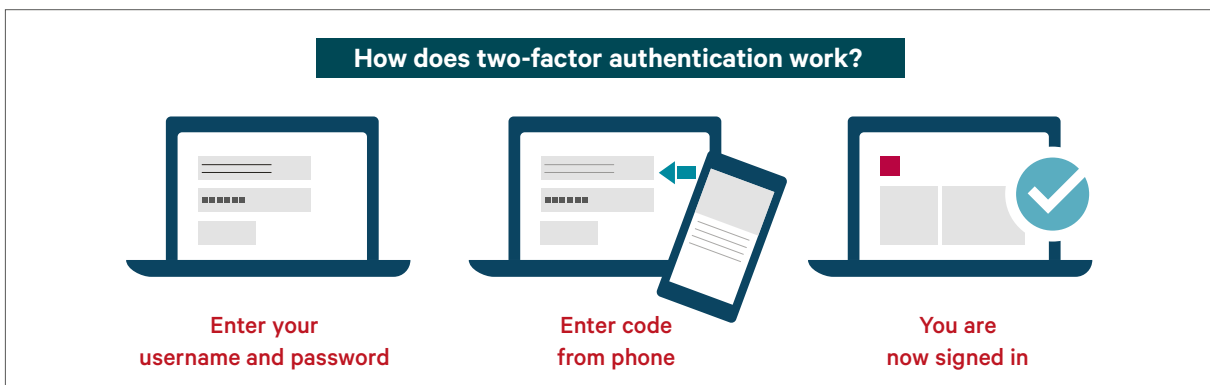 How does two-factor authentication work?
Enter your
username and password
Enter code
from phone
You are
now signed in